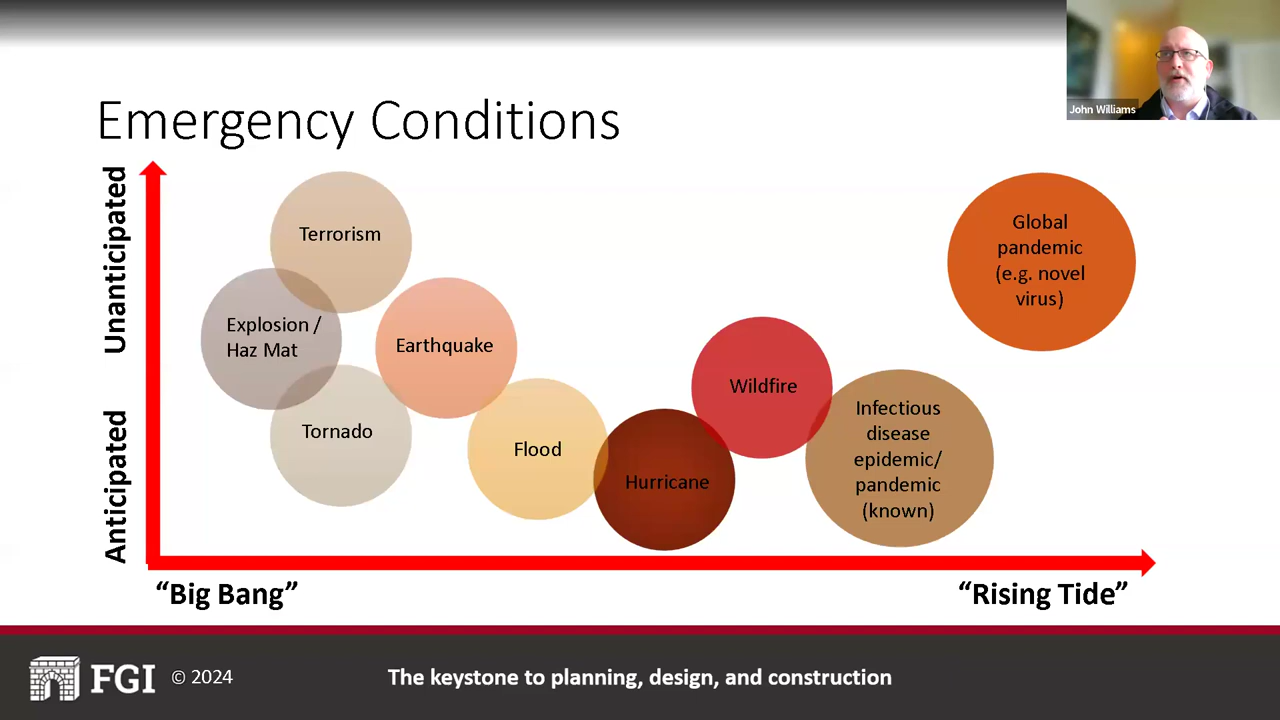 John Williams
Emergency Conditions
Unanticipated
Anticipated
Terrorism
Explosion /
Haz Mat
Tornado
Earthquake
Flood
Hurricane
Wildfire
Infectious
disease
epidemic/
pandemic
(known)
Global
pandemic
(e.g. novel
virus)
“Big Bang”
“Rising Tide”
FGI © 2024
The keystone to planning, design, and construction